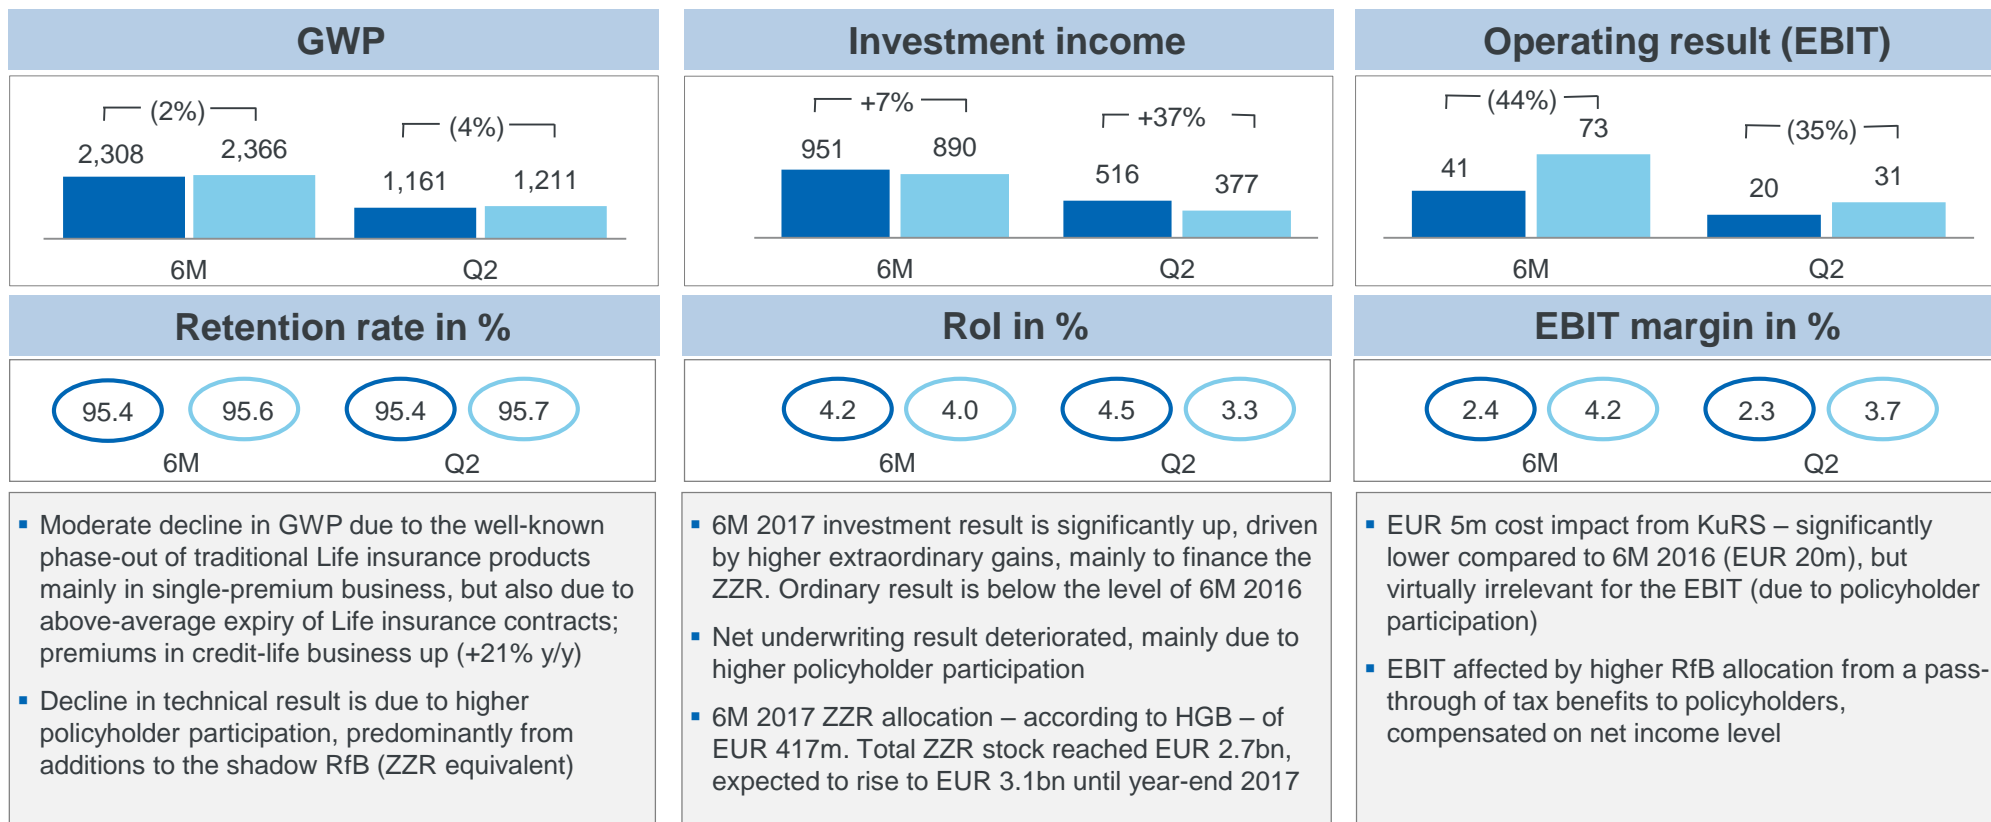 GWP
(2%)
2,308
2,366
(4%)
1,161
1,211
6M
Q2
Investment income
+7%
951
890
+37%
516
377
6M
Q2
Operating result (EBIT)
(44%)
41
73
(35%)
20
31
6M
Q2
Retention rate in %
95.4
95.6
95.4
95.7
6M
Q2
RoI in %
4.2
4.0
4.5
3.3
6M
Q2
EBIT margin in %
2.4
4.2
2.3
3.7
6M
Q2
▪ Moderate decline in GWP due to the well-known
phase-out of traditional Life insurance products
mainly in single-premium business, but also due to
above-average expiry of Life insurance contracts;
premiums in credit-life business up (+21% y/y)
▪ Decline in technical result is due to higher
policyholder participation, predominantly from
additions to the shadow RfB (ZZR equivalent)
▪ 6M 2017 investment result is significantly up, driven
by higher extraordinary gains, mainly to finance the
ZZR. Ordinary result is below the level of 6M 2016
▪ Net underwriting result deteriorated, mainly due to
higher policyholder participation
▪ 6M 2017 ZZR allocation – according to HGB – of
EUR 417m. Total ZZR stock reached EUR 2.7bn,
expected to rise to EUR 3.1bn until year-end 2017
▪ EUR 5m cost impact from KuRS – significantly
lower compared to 6M 2016 (EUR 20m), but
virtually irrelevant for the EBIT (due to policyholder
participation)
▪ EBIT affected by higher RfB allocation from a pass-
through of tax benefits to policyholders,
compensated on net income level